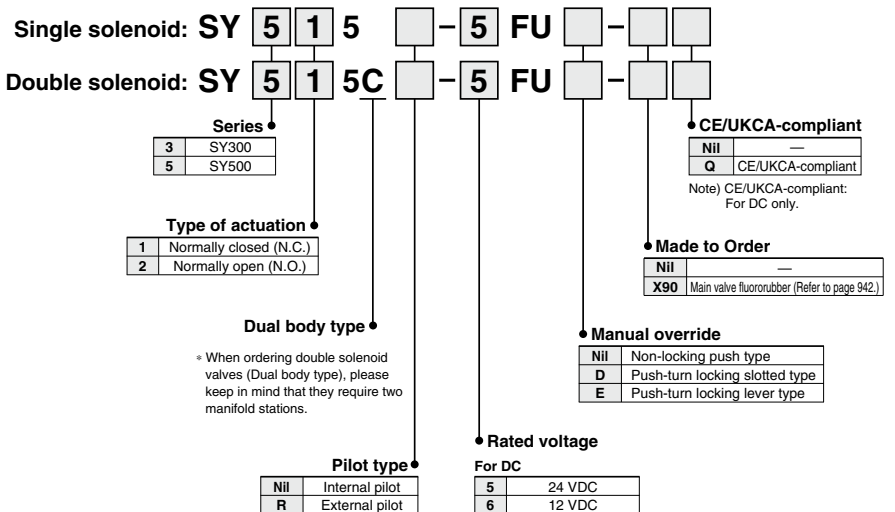 Single solenoid: SY 5 1 5 - 5 FU -
Double solenoid: SY 5 1 5C - 5 FU -
Series
3 SY300
5 SY500
CE/UKCA-compliant
Nil —
Q CE/UKCA-compliant
Note) CE/UKCA-compliant:
For DC only.
Type of actuation
1 Normally closed (N.C.)
2 Normally open (N.O.)
Made to Order
Nil —
X90 Main valve fluororubber (Refer to page 942.)
Dual body type
* When ordering double solenoid
valves (Dual body type), please
keep in mind that they require two
manifold stations.
Manual override
Nil Non-locking push type
D Push-turn locking slotted type
E Push-turn locking lever type
Pilot type
Nil Internal pilot
R External pilot
Rated voltage
For DC
5 24 VDC
6 12 VDC